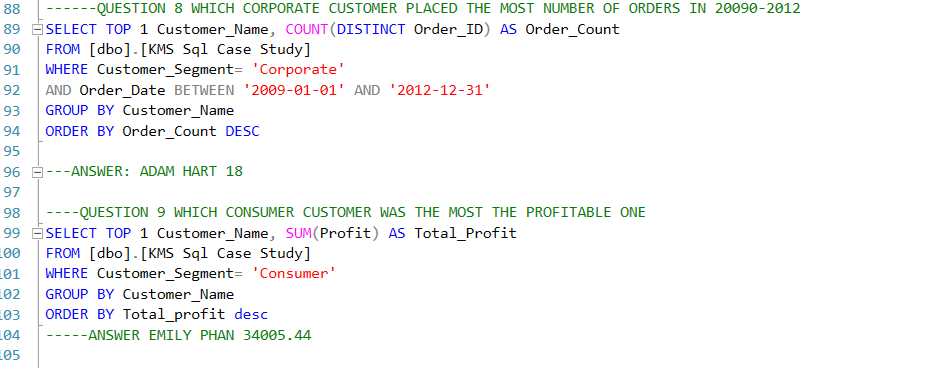 88 ------QUESTION 8 WHICH CORPORATE CUSTOMER PLACED THE MOST NUMBER OF ORDERS IN 20090-2012
89 SELECT TOP 1 Customer_Name, COUNT(DISTINCT Order_ID) AS Order_Count
90 FROM [dbo].[KMS Sql Case Study]
91 WHERE Customer_Segment= 'Corporate'
92 AND Order_Date BETWEEN '2009-01-01' AND '2012-12-31'
93 GROUP BY Customer_Name
94 ORDER BY Order_Count DESC
95
96 ---ANSWER: ADAM HART 18
97
98 ----QUESTION 9 WHICH CONSUMER CUSTOMER WAS THE MOST THE PROFITABLE ONE
99 SELECT TOP 1 Customer_Name, SUM(Profit) AS Total_Profit
100 FROM [dbo].[KMS Sql Case Study]
101 WHERE Customer_Segment= 'Consumer'
102 GROUP BY Customer_Name
103 ORDER BY Total_profit desc
104 -----ANSWER EMILY PHAN 34005.44
105